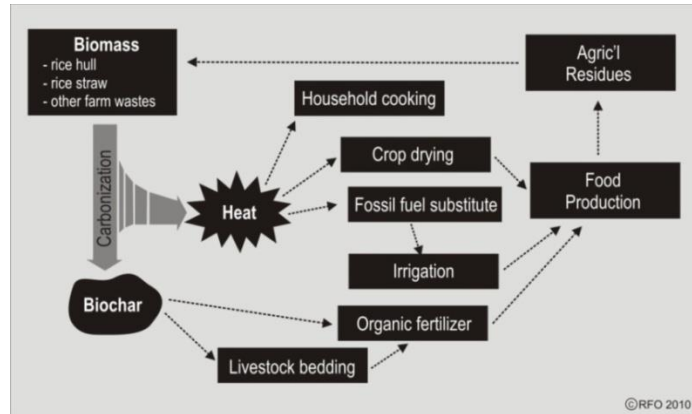 Biomass
- rice hull
- rice straw
- other farm wastes
Agric'l
Residues
Household cooking
Crop drying
Carbonization
Heat
Fossil fuel substitute
Food
Production
Irrigation
Biochar
Organic fertilizer
Livestock bedding
©RFO 2010